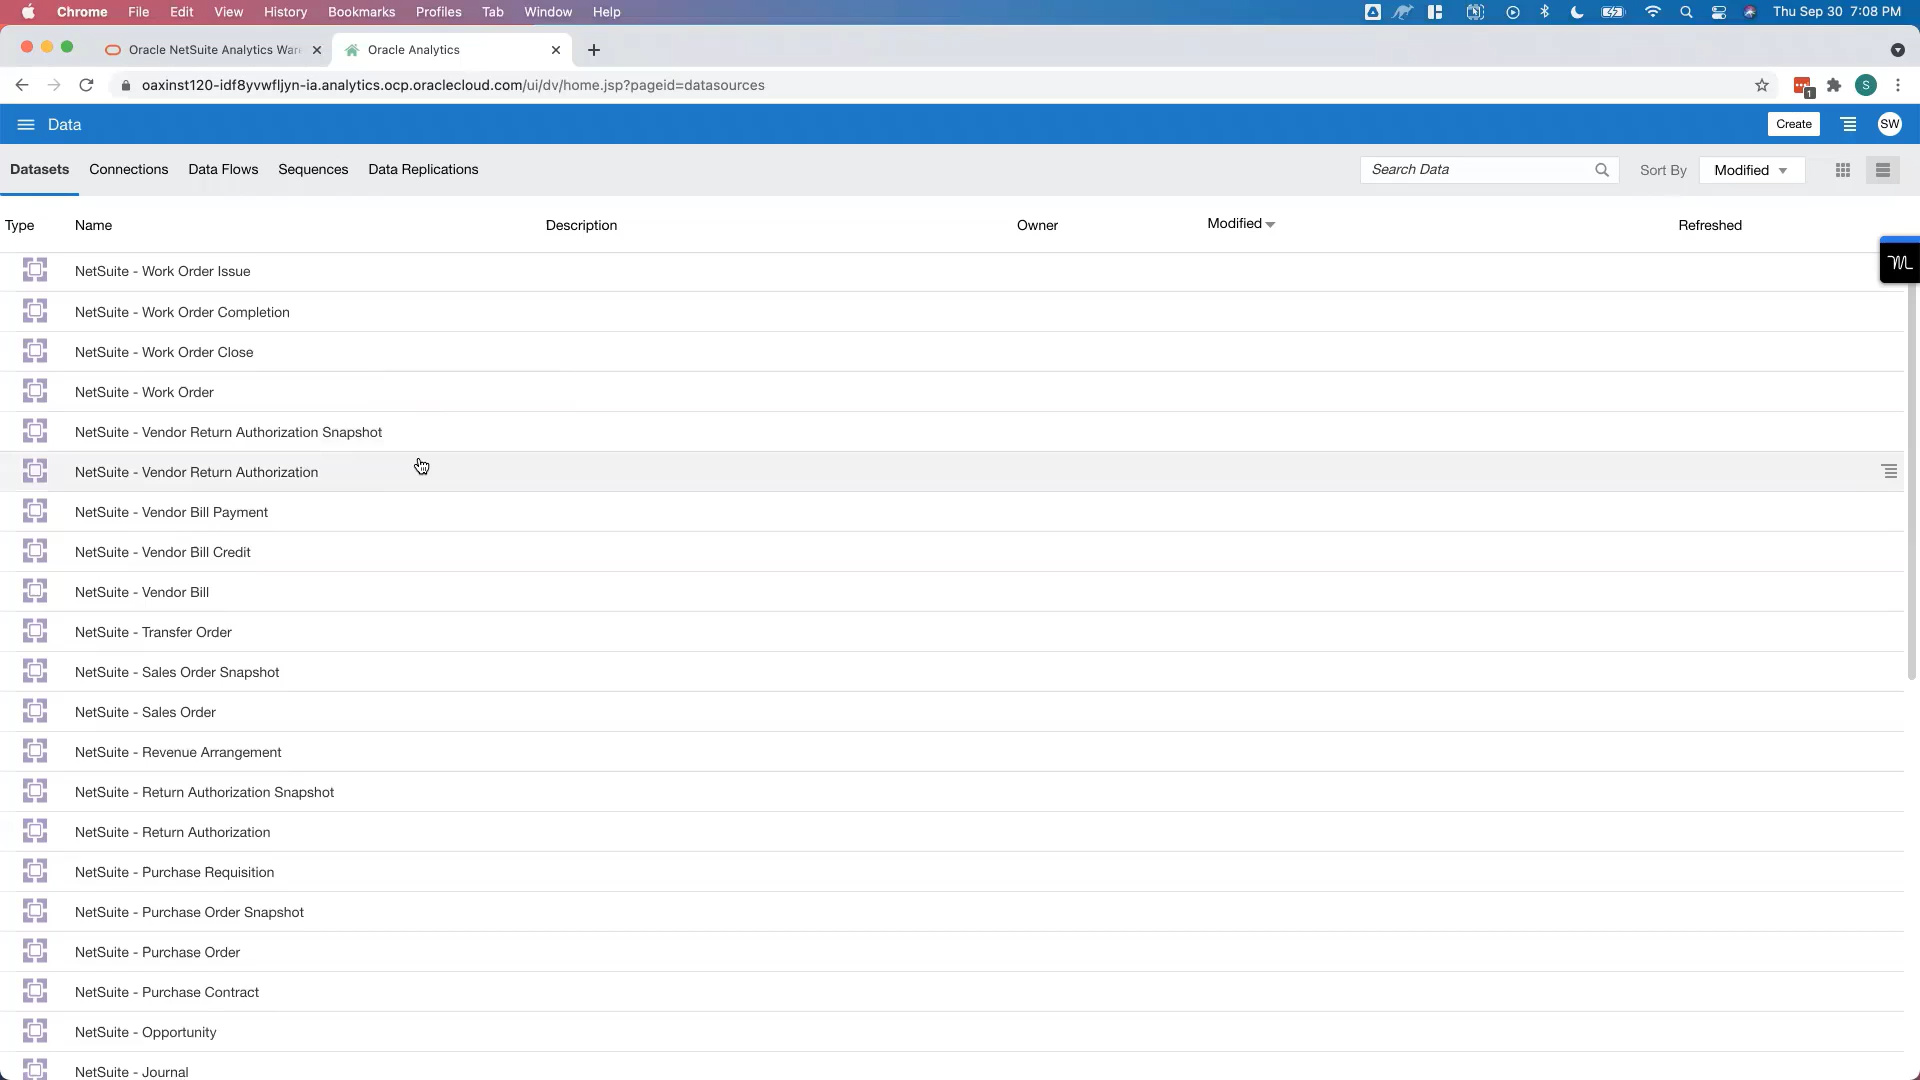 Chrome File Edit View History Bookmarks Profiles Tab Window Help Thu Sep 30 7:08 PM
Oracle NetSuite Analytics Ware Oracle Analytics
oaxinst120-idf8yvwfljyn-ia.analytics.ocp.oraclecloud.com/ui/dv/home.jsp?pageid=datasources 1 S
Data Create SW
Datasets Connections Data Flows Sequences Data Replications Search Data Sort By Modified
Type Name Description Owner Modified Refreshed
NetSuite - Work Order Issue
NetSuite - Work Order Completion
NetSuite - Work Order Close
NetSuite - Work Order
NetSuite - Vendor Return Authorization Snapshot
NetSuite - Vendor Return Authorization
NetSuite - Vendor Bill Payment
NetSuite - Vendor Bill Credit
NetSuite - Vendor Bill
NetSuite - Transfer Order
NetSuite - Sales Order Snapshot
NetSuite - Sales Order
NetSuite - Revenue Arrangement
NetSuite - Return Authorization Snapshot
NetSuite - Return Authorization
NetSuite - Purchase Requisition
NetSuite - Purchase Order Snapshot
NetSuite - Purchase Order
NetSuite - Purchase Contract
NetSuite - Opportunity
NetSuite - Journal